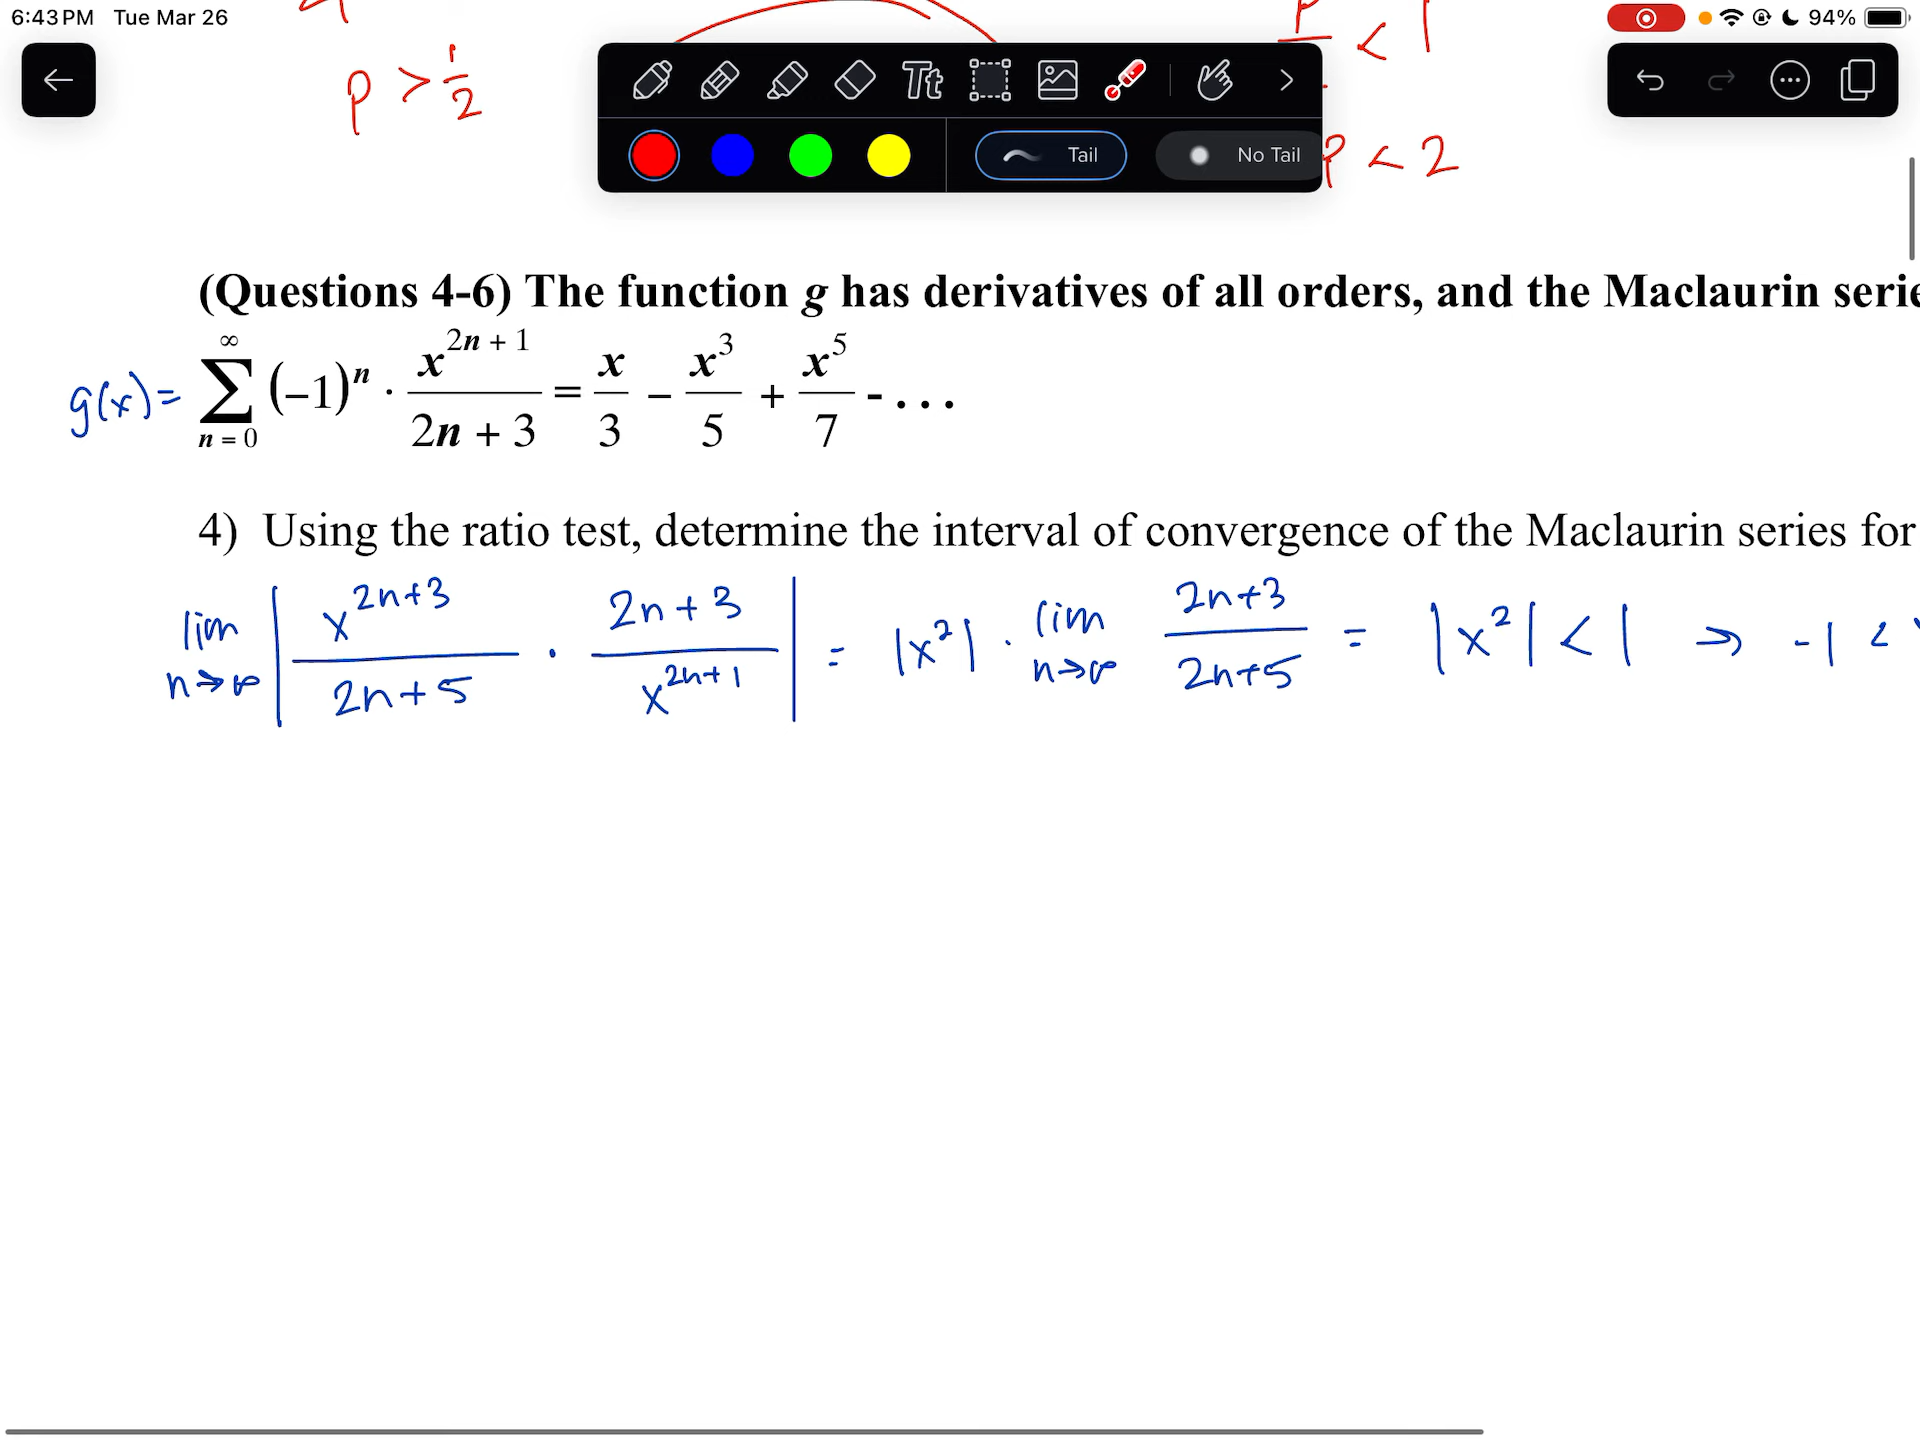 6:43 PM Tue Mar 26
94%
p > 1/2
< 1
p < 2
Tt
Tail
No Tail
(Questions 4-6) The function g has derivatives of all orders, and the Maclaurin serie
g(x) = ∑_{n = 0}^{∞} (−1)^n · x^{2n + 1} / (2n + 3) = x/3 − x^3/5 + x^5/7 - . . .
4) Using the ratio test, determine the interval of convergence of the Maclaurin series for
lim_{n→∞} | x^{2n+3} / (2n+5) · (2n+3) / x^{2n+1} | = |x^2| · lim_{n→∞} (2n+3) / (2n+5) = |x^2| < 1 → -1 <